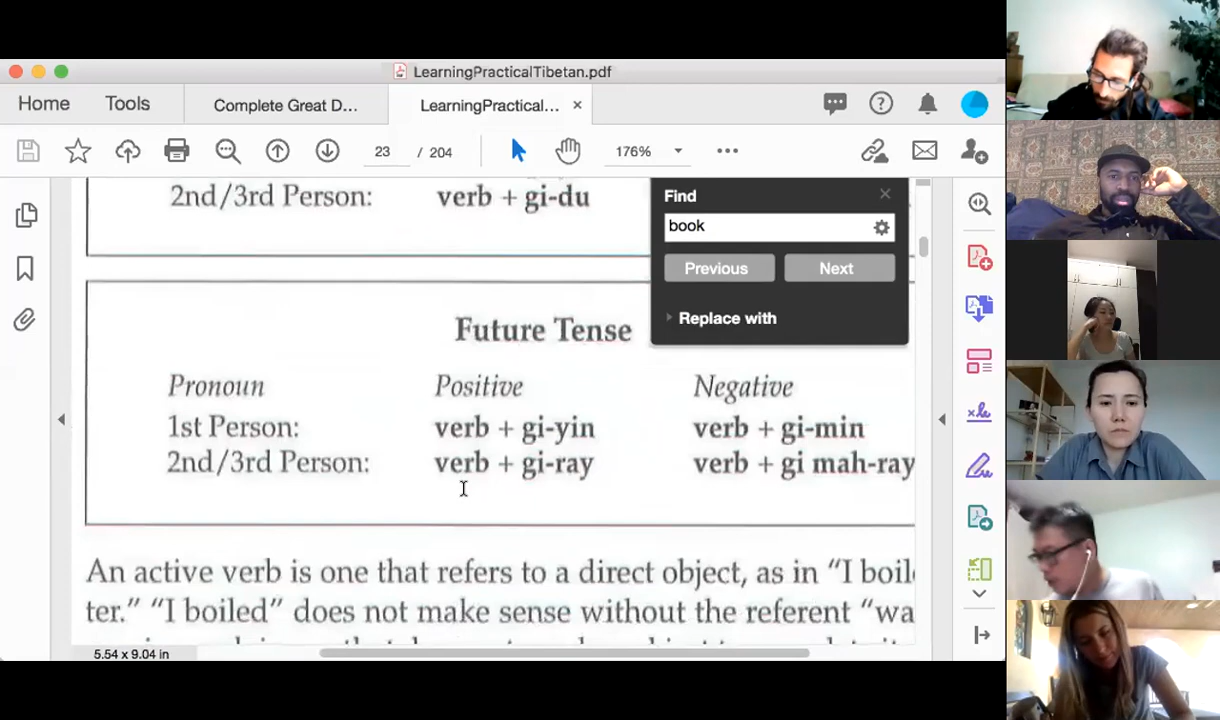 LearningPracticalTibetan.pdf
Home
Tools
Complete Great D...
LearningPractical...
23 / 204
176%
2nd/3rd Person: verb + gi-du
Find
book
Previous
Next
Replace with
Future Tense
Pronoun Positive Negative
1st Person: verb + gi-yin verb + gi-min
2nd/3rd Person: verb + gi-ray verb + gi mah-ray
An active verb is one that refers to a direct object, as in “I boil
ter.” “I boiled” does not make sense without the referent “wa
5.54 x 9.04 in